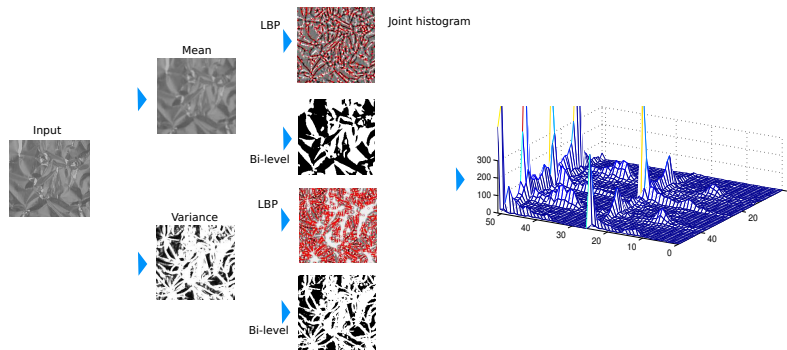 Input
Mean
Variance
LBP
Bi-level
LBP
Bi-level
Joint histogram
300
200
100
0
50
40
30
20
10
0
40
20